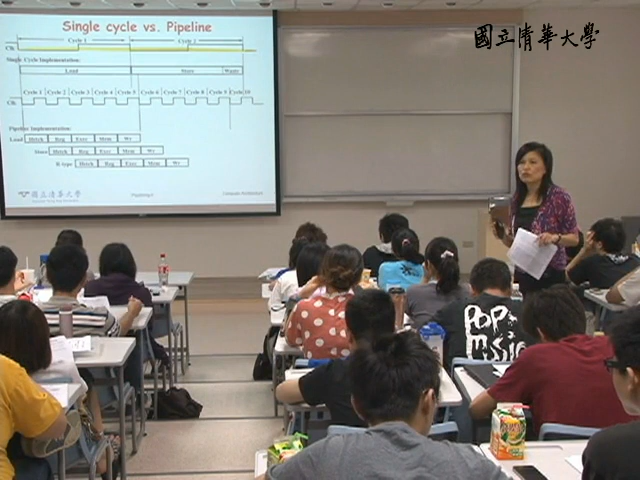 Single cycle vs. Pipeline
國立清華大學
Cycle 1
Cycle 2
Clk
Single Cycle Implementation:
Load Store Waste
Cycle 1 Cycle 2 Cycle 3 Cycle 4 Cycle 5 Cycle 6 Cycle 7 Cycle 8 Cycle 9 Cycle 10
Clk
Pipeline Implementation:
Load Ifetch Reg Exec Mem Wr
Store Ifetch Reg Exec Mem Wr
R-type Ifetch Reg Exec Mem Wr
國立清華大學
POP
music